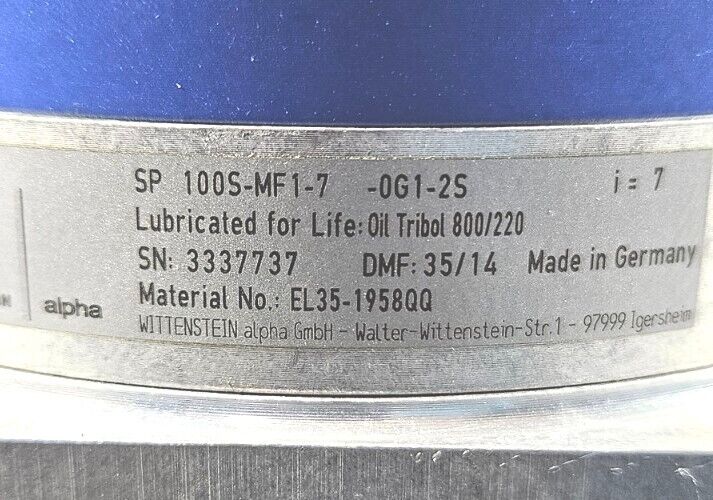 SP 100S-MF1-7 -0G1-2S i = 7
Lubricated for Life: Oil Tribol 800/220
SN: 3337737 DMF: 35/14 Made in Germany
Material No.: EL35-1958QQ
alpha
WITTENSTEIN alpha GmbH - Walter-Wittenstein-Str.1 - 97999 Igersheim